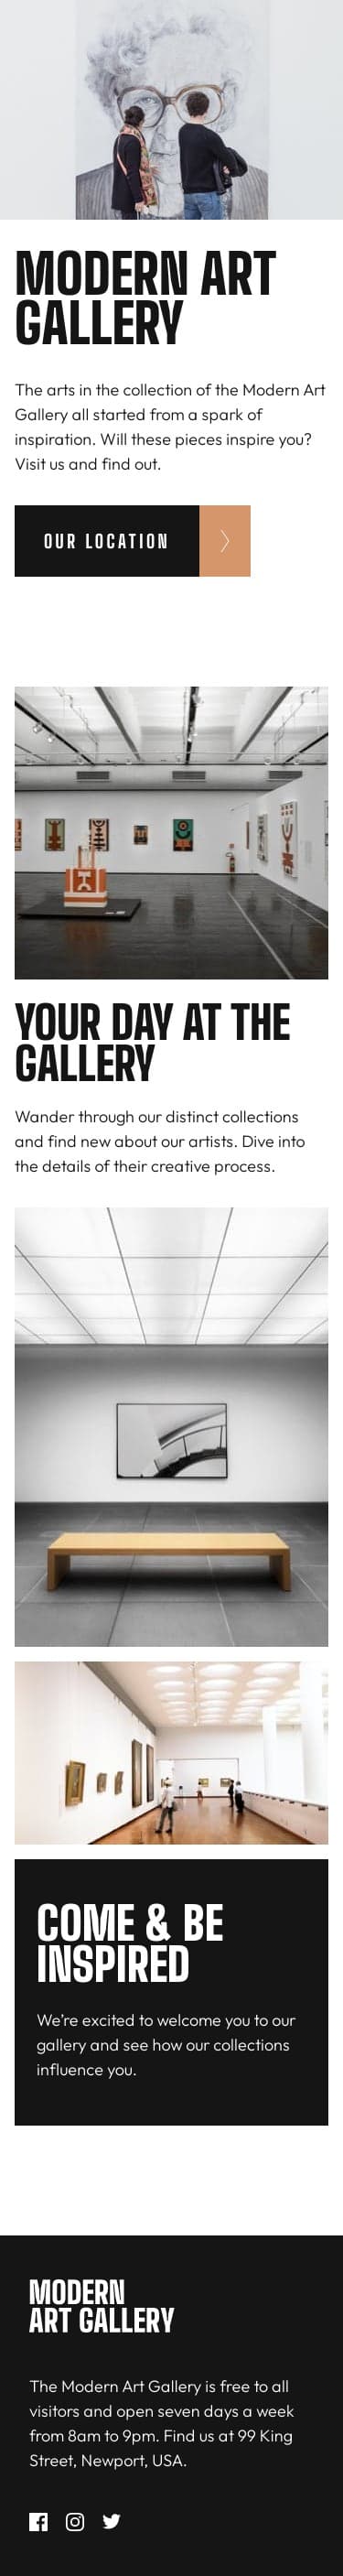 MODERN ART
GALLERY
The arts in the collection of the Modern Art
Gallery all started from a spark of
inspiration. Will these pieces inspire you?
Visit us and find out.
OUR LOCATION
YOUR DAY AT THE
GALLERY
Wander through our distinct collections
and find new about our artists. Dive into
the details of their creative process.
COME & BE
INSPIRED
We’re excited to welcome you to our
gallery and see how our collections
influence you.
MODERN
ART GALLERY
The Modern Art Gallery is free to all
visitors and open seven days a week
from 8am to 9pm. Find us at 99 King
Street, Newport, USA.